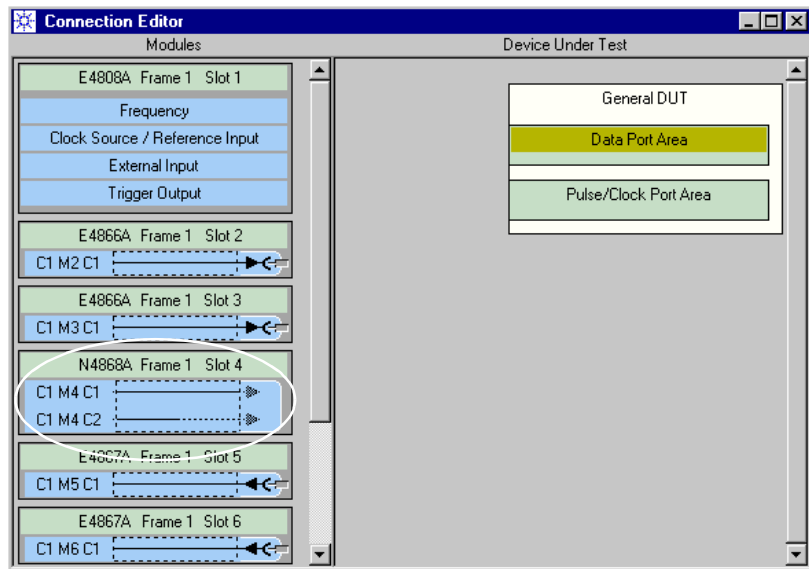 Connection Editor
Modules
Device Under Test
E4808A Frame 1 Slot 1
Frequency
Clock Source / Reference Input
External Input
Trigger Output
E4866A Frame 1 Slot 2
C1 M2 C1
E4866A Frame 1 Slot 3
C1 M3 C1
N4868A Frame 1 Slot 4
C1 M4 C1
C1 M4 C2
E4867A Frame 1 Slot 5
C1 M5 C1
E4867A Frame 1 Slot 6
C1 M6 C1
General DUT
Data Port Area
Pulse/Clock Port Area